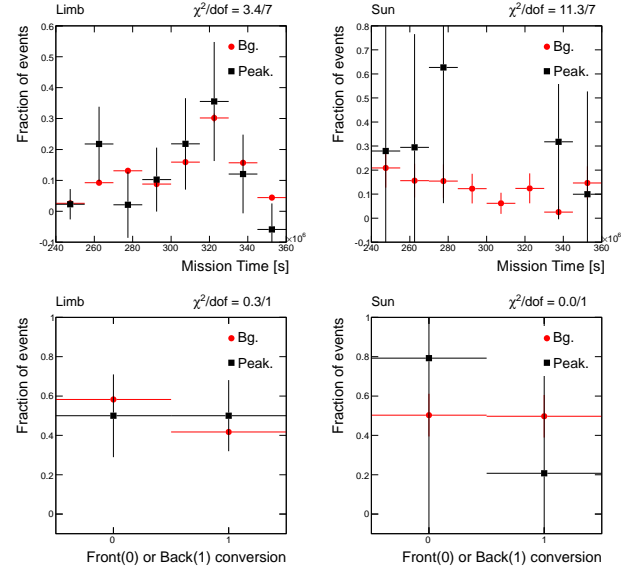 Limb χ²/dof = 3.4/7
Fraction of events
0.6
0.5
0.4
0.3
0.2
0.1
0
-0.1
Bg.
Peak.
240 260 280 300 320 340 360
×10⁶
Mission Time [s]
Sun χ²/dof = 11.3/7
Fraction of events
0.8
0.7
0.6
0.5
0.4
0.3
0.2
0.1
0
-0.1
Bg.
Peak.
240 260 280 300 320 340 360
×10⁶
Mission Time [s]
Limb χ²/dof = 0.3/1
Fraction of events
1
0.8
0.6
0.4
0.2
0
Bg.
Peak.
0 1
Front(0) or Back(1) conversion
Sun χ²/dof = 0.0/1
Fraction of events
1
0.8
0.6
0.4
0.2
0
Bg.
Peak.
0 1
Front(0) or Back(1) conversion